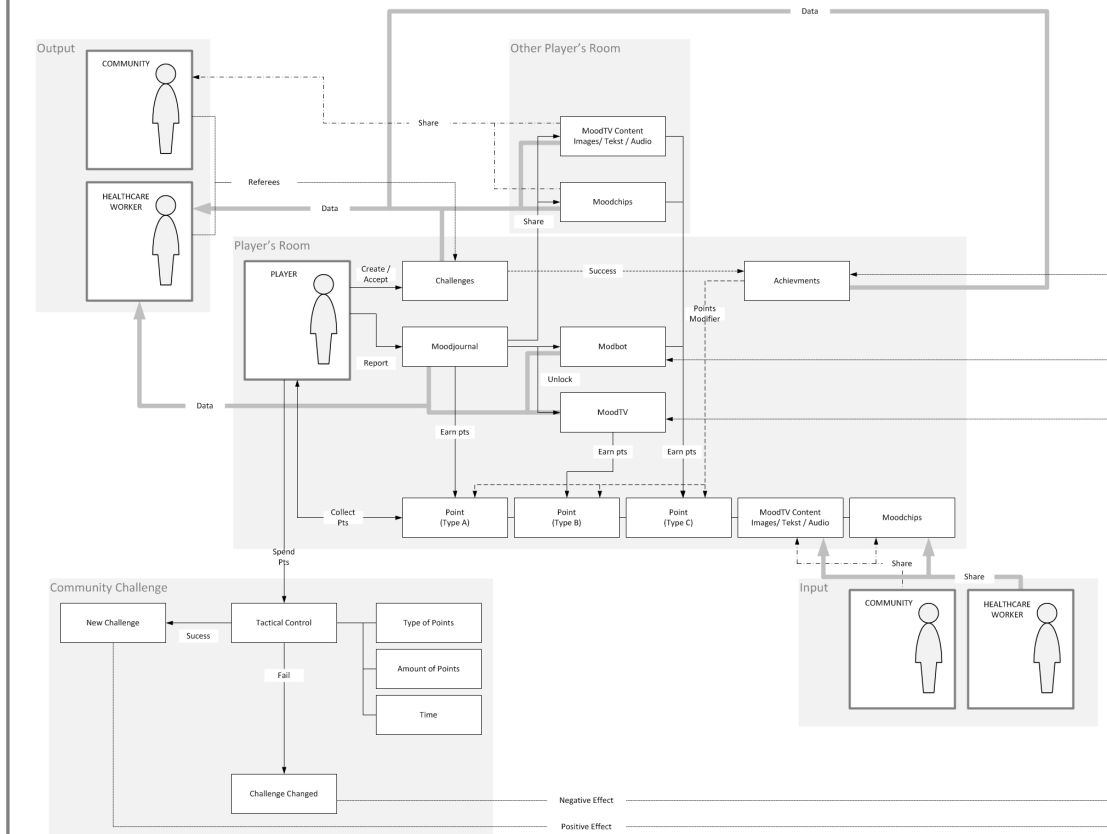 Data
Output
Other Player's Room
COMMUNITY
Share
MoodTV Content
Images/ Tekst / Audio
Referees
HEALTHCARE
WORKER
Data
Moodchips
Share
Player's Room
PLAYER
Create /
Accept
Challenges
Success
Achievments
Points
Modifier
Moodjournal
Modbot
Report
Unlock
Data
MoodTV
Earn pts
Earn pts
Earn pts
Collect
Pts
Point
(Type A)
Point
(Type B)
Point
(Type C)
MoodTV Content
Images/ Tekst / Audio
Moodchips
Spend
Pts
Share
Share
Community Challenge
Input
New Challenge
Sucess
Tactical Control
Type of Points
COMMUNITY
HEALTHCARE
WORKER
Fail
Amount of Points
Time
Challenge Changed
Negative Effect
Positive Effect